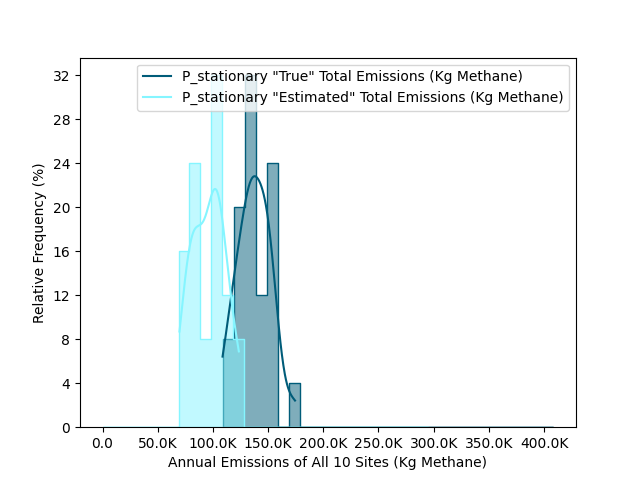 P_stationary "True" Total Emissions (Kg Methane)
P_stationary "Estimated" Total Emissions (Kg Methane)
32
28
24
20
16
12
8
4
0
Relative Frequency (%)
0.0 50.0K 100.0K 150.0K 200.0K 250.0K 300.0K 350.0K 400.0K
Annual Emissions of All 10 Sites (Kg Methane)